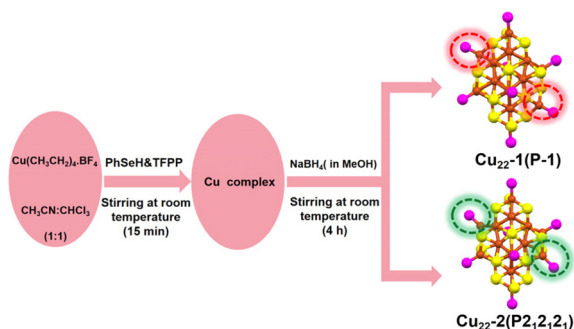 Cu(CH₃CH₂)₄.BF₄
CH₃CN:CHCl₃
(1:1)
PhSeH&TFPP
Stirring at room
temperature
(15 min)
Cu complex
NaBH₄( in MeOH)
Stirring at room
temperature
(4 h)
Cu₂₂-1(P-1)
Cu₂₂-2(P2₁2₁2₁)